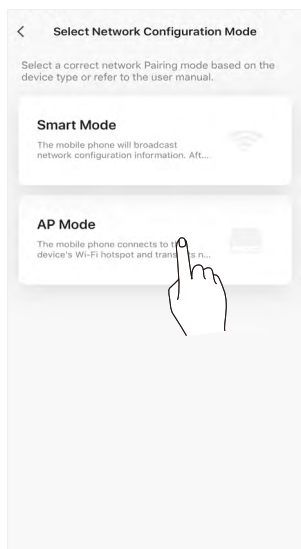 Select Network Configuration Mode
Select a correct network Pairing mode based on the
device type or refer to the user manual.
Smart Mode
The mobile phone will broadcast
network configuration information. Aft...
AP Mode
The mobile phone connects to
device's Wi-Fi hotspot and n...